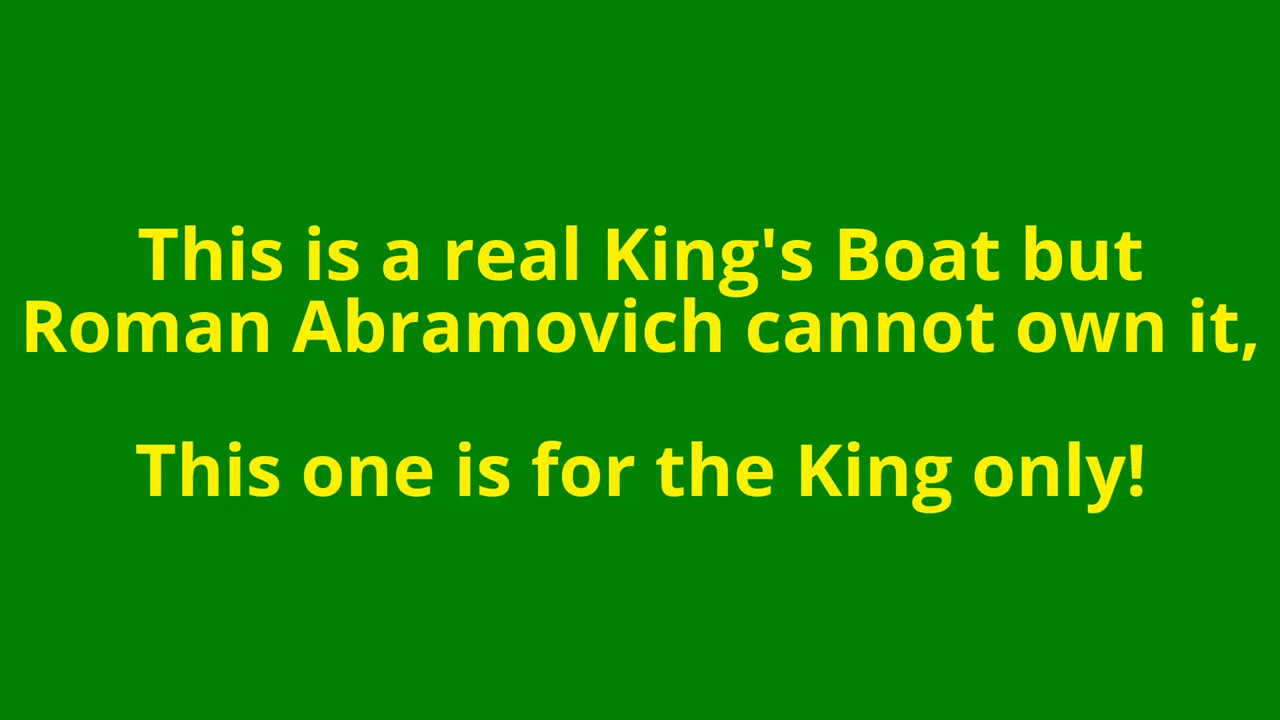 This is a real King's Boat but
Roman Abramovich cannot own it,
This one is for the King only!